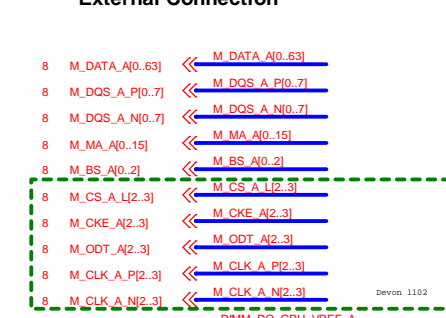 External Connection
8 M_DATA_A[0..63] M_DATA_A[0..63]
8 M_DQS_A_P[0..7] M_DQS_A_P[0..7]
8 M_DQS_A_N[0..7] M_DQS_A_N[0..7]
8 M_MA_A[0..15] M_MA_A[0..15]
8 M_BS_A[0..2] M_BS_A[0..2]
8 M_CS_A_L[2..3] M_CS_A_L[2..3]
8 M_CKE_A[2..3] M_CKE_A[2..3]
8 M_ODT_A[2..3] M_ODT_A[2..3]
8 M_CLK_A_P[2..3] M_CLK_A_P[2..3]
8 M_CLK_A_N[2..3] M_CLK_A_N[2..3] Devon 1102
DIMM_DQ_CPU_VREF_A